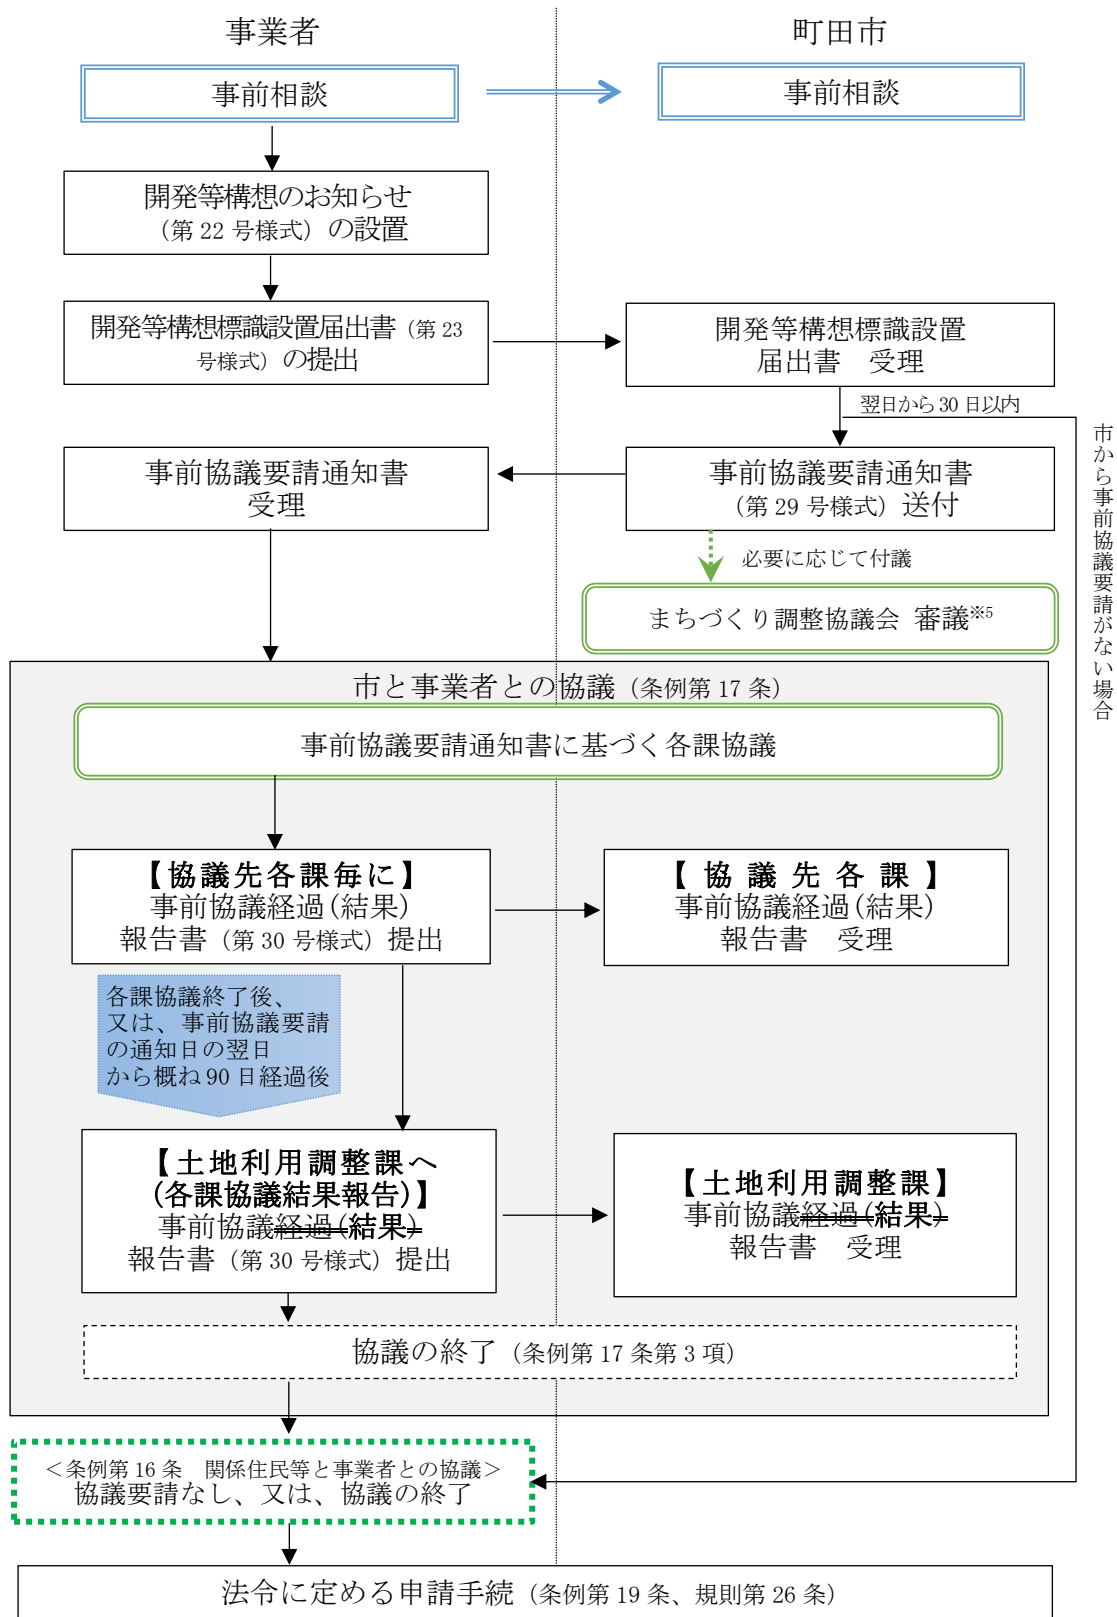 事業者
町田市
事前相談
事前相談
開発等構想のお知らせ
（第 22 号様式）の設置
開発等構想標識設置届出書（第 23
号様式）の提出
開発等構想標識設置
届出書　受理
翌日から 30 日以内
市から事前協議要請がない場合
事前協議要請通知書
受理
事前協議要請通知書
（第 29 号様式）送付
必要に応じて付議
まちづくり調整協議会 審議※5
市と事業者との協議（条例第 17 条）
事前協議要請通知書に基づく各課協議
【協議先各課毎に】
事前協議経過(結果)
報告書（第 30 号様式）提出
【 協 議 先 各 課 】
事前協議経過(結果)
報告書　受理
各課協議終了後、
又は、事前協議要請
の通知日の翌日
から概ね 90 日経過後
【土地利用調整課へ
(各課協議結果報告)】
事前協議経過(結果)
報告書（第 30 号様式）提出
【土地利用調整課】
事前協議経過(結果)
報告書　受理
協議の終了（条例第 17 条第 3 項）
＜条例第 16 条　関係住民等と事業者との協議＞
協議要請なし、又は、協議の終了
法令に定める申請手続（条例第 19 条、規則第 26 条）